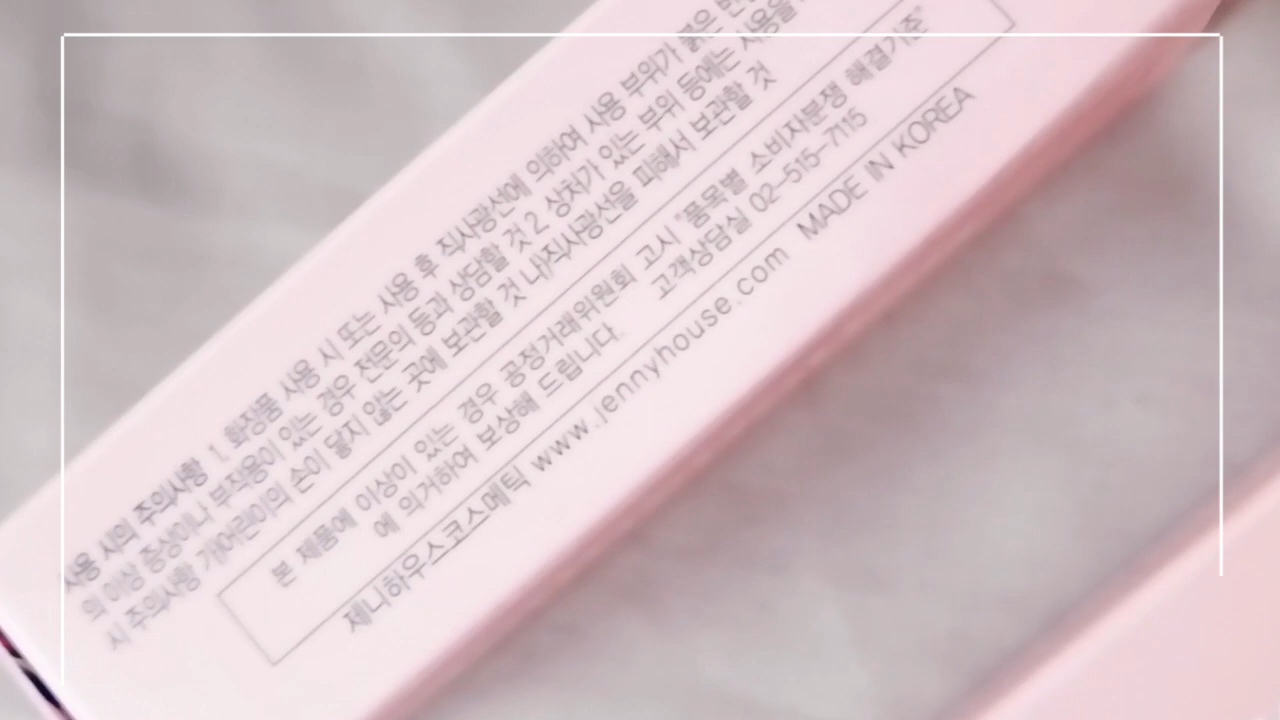 사용 시의 주의사항 1. 화장품 사용 시 또는 사용 후 직사광선에 의하여 사용 부위가 붉은
의 이상 증상이나 부작용이 있는 경우 전문의 등과 상담할 것 2 상처가 있는 부위 등에는 사용을
시 주의사항 가)어린이의 손이 닿지 않는 곳에 보관할 것 나)직사광선을 피해서 보관할 것
본 제품에 이상이 있는 경우 공정거래위원회 고시 "품목별 소비자분쟁 해결기준"
에 의거하여 보상해 드립니다. 고객상담실 02-515-7115
제니하우스코스메틱 www.jennyhouse.com MADE IN KOREA